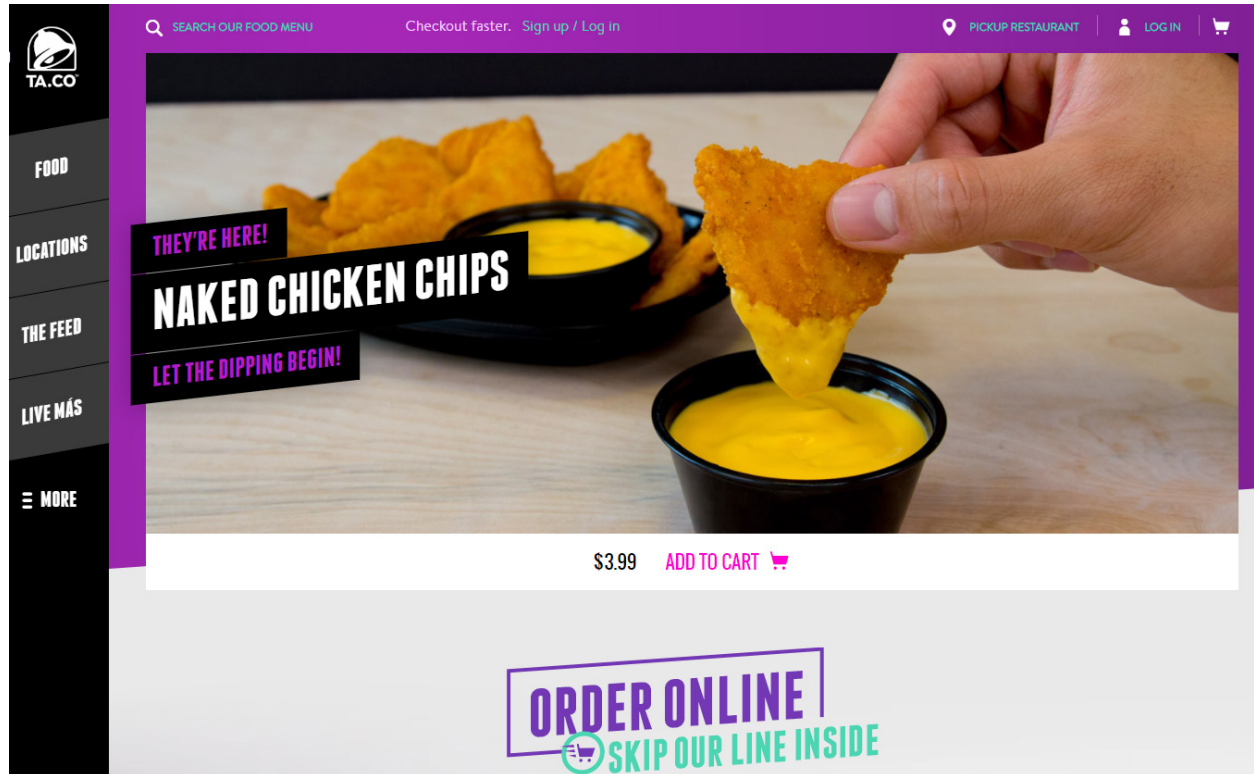 SEARCH OUR FOOD MENU
Checkout faster. Sign up / Log in
PICKUP RESTAURANT
LOG IN
TA.CO
FOOD
LOCATIONS
THE FEED
LIVE MÁS
MORE
THEY'RE HERE!
NAKED CHICKEN CHIPS
LET THE DIPPING BEGIN!
$3.99 ADD TO CART
ORDER ONLINE
SKIP OUR LINE INSIDE